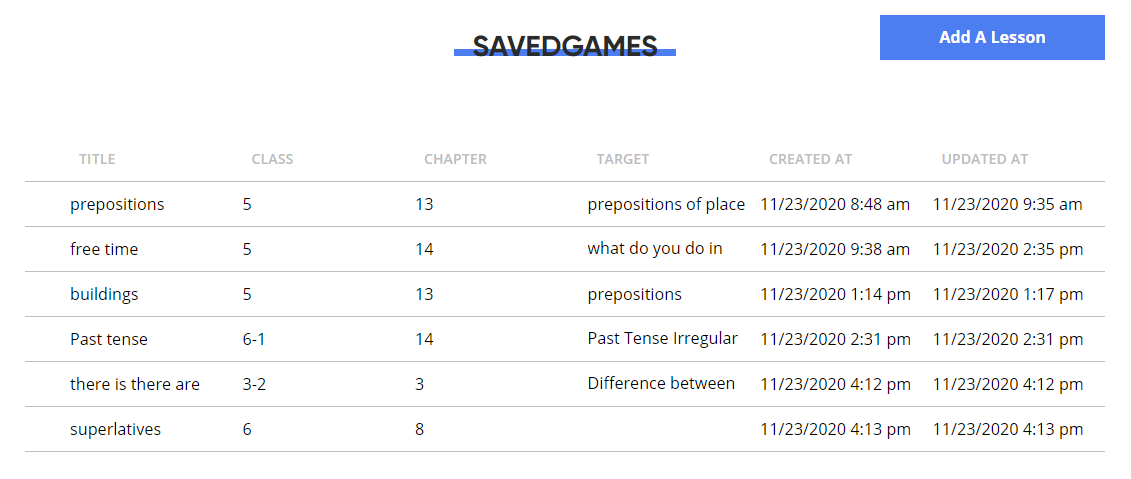 SAVEDGAMES
Add A Lesson
TITLE CLASS CHAPTER TARGET CREATED AT UPDATED AT
prepositions 5 13 prepositions of place 11/23/2020 8:48 am 11/23/2020 9:35 am
free time 5 14 what do you do in 11/23/2020 9:38 am 11/23/2020 2:35 pm
buildings 5 13 prepositions 11/23/2020 1:14 pm 11/23/2020 1:17 pm
Past tense 6-1 14 Past Tense Irregular 11/23/2020 2:31 pm 11/23/2020 2:31 pm
there is there are 3-2 3 Difference between 11/23/2020 4:12 pm 11/23/2020 4:12 pm
superlatives 6 8 11/23/2020 4:13 pm 11/23/2020 4:13 pm